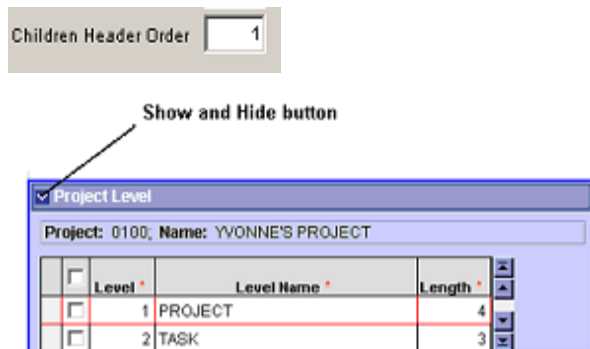 Children Header Order 1
Show and Hide button
Project Level
Project: 0100; Name: YVONNE'S PROJECT
Level * Level Name * Length *
1 PROJECT 4
2 TASK 3